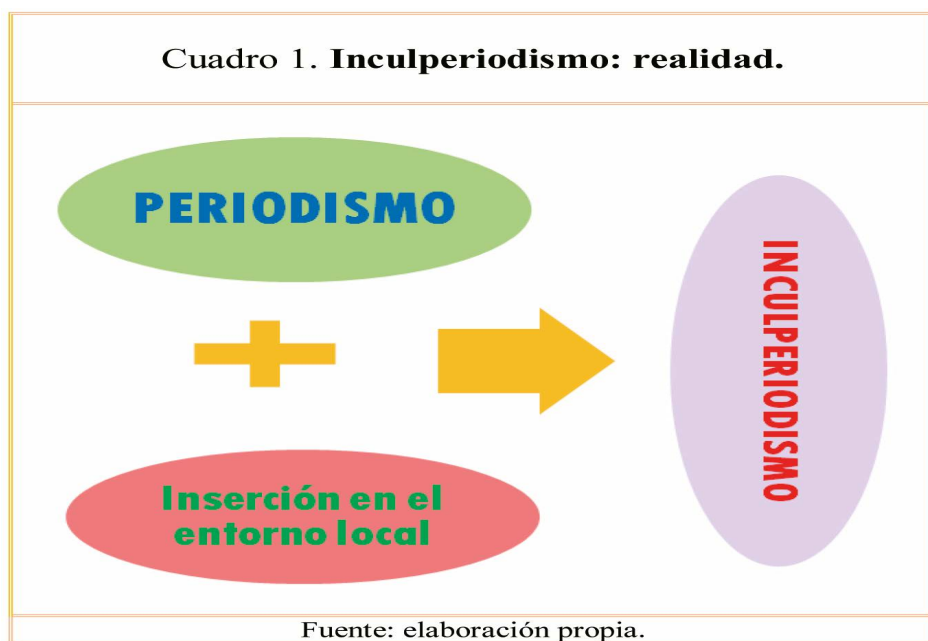 Cuadro 1. Inculperiodismo: realidad.
PERIODISMO
Inserción en el
entorno local
INCULPERIODISMO
Fuente: elaboración propia.